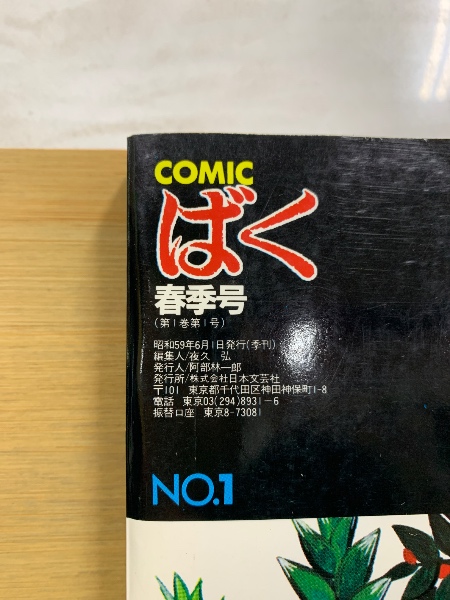 COMIC
ばく
春季号
(第1巻第1号)
昭和59年6月1日発行(季刊)
編集人/夜久 弘
発行人/阿部林一郎
発行所/株式会社日本文芸社
〒101 東京都千代田区神田神保町1-8
電話 東京03(294)8931-6
振替口座 東京8-73081
NO.1